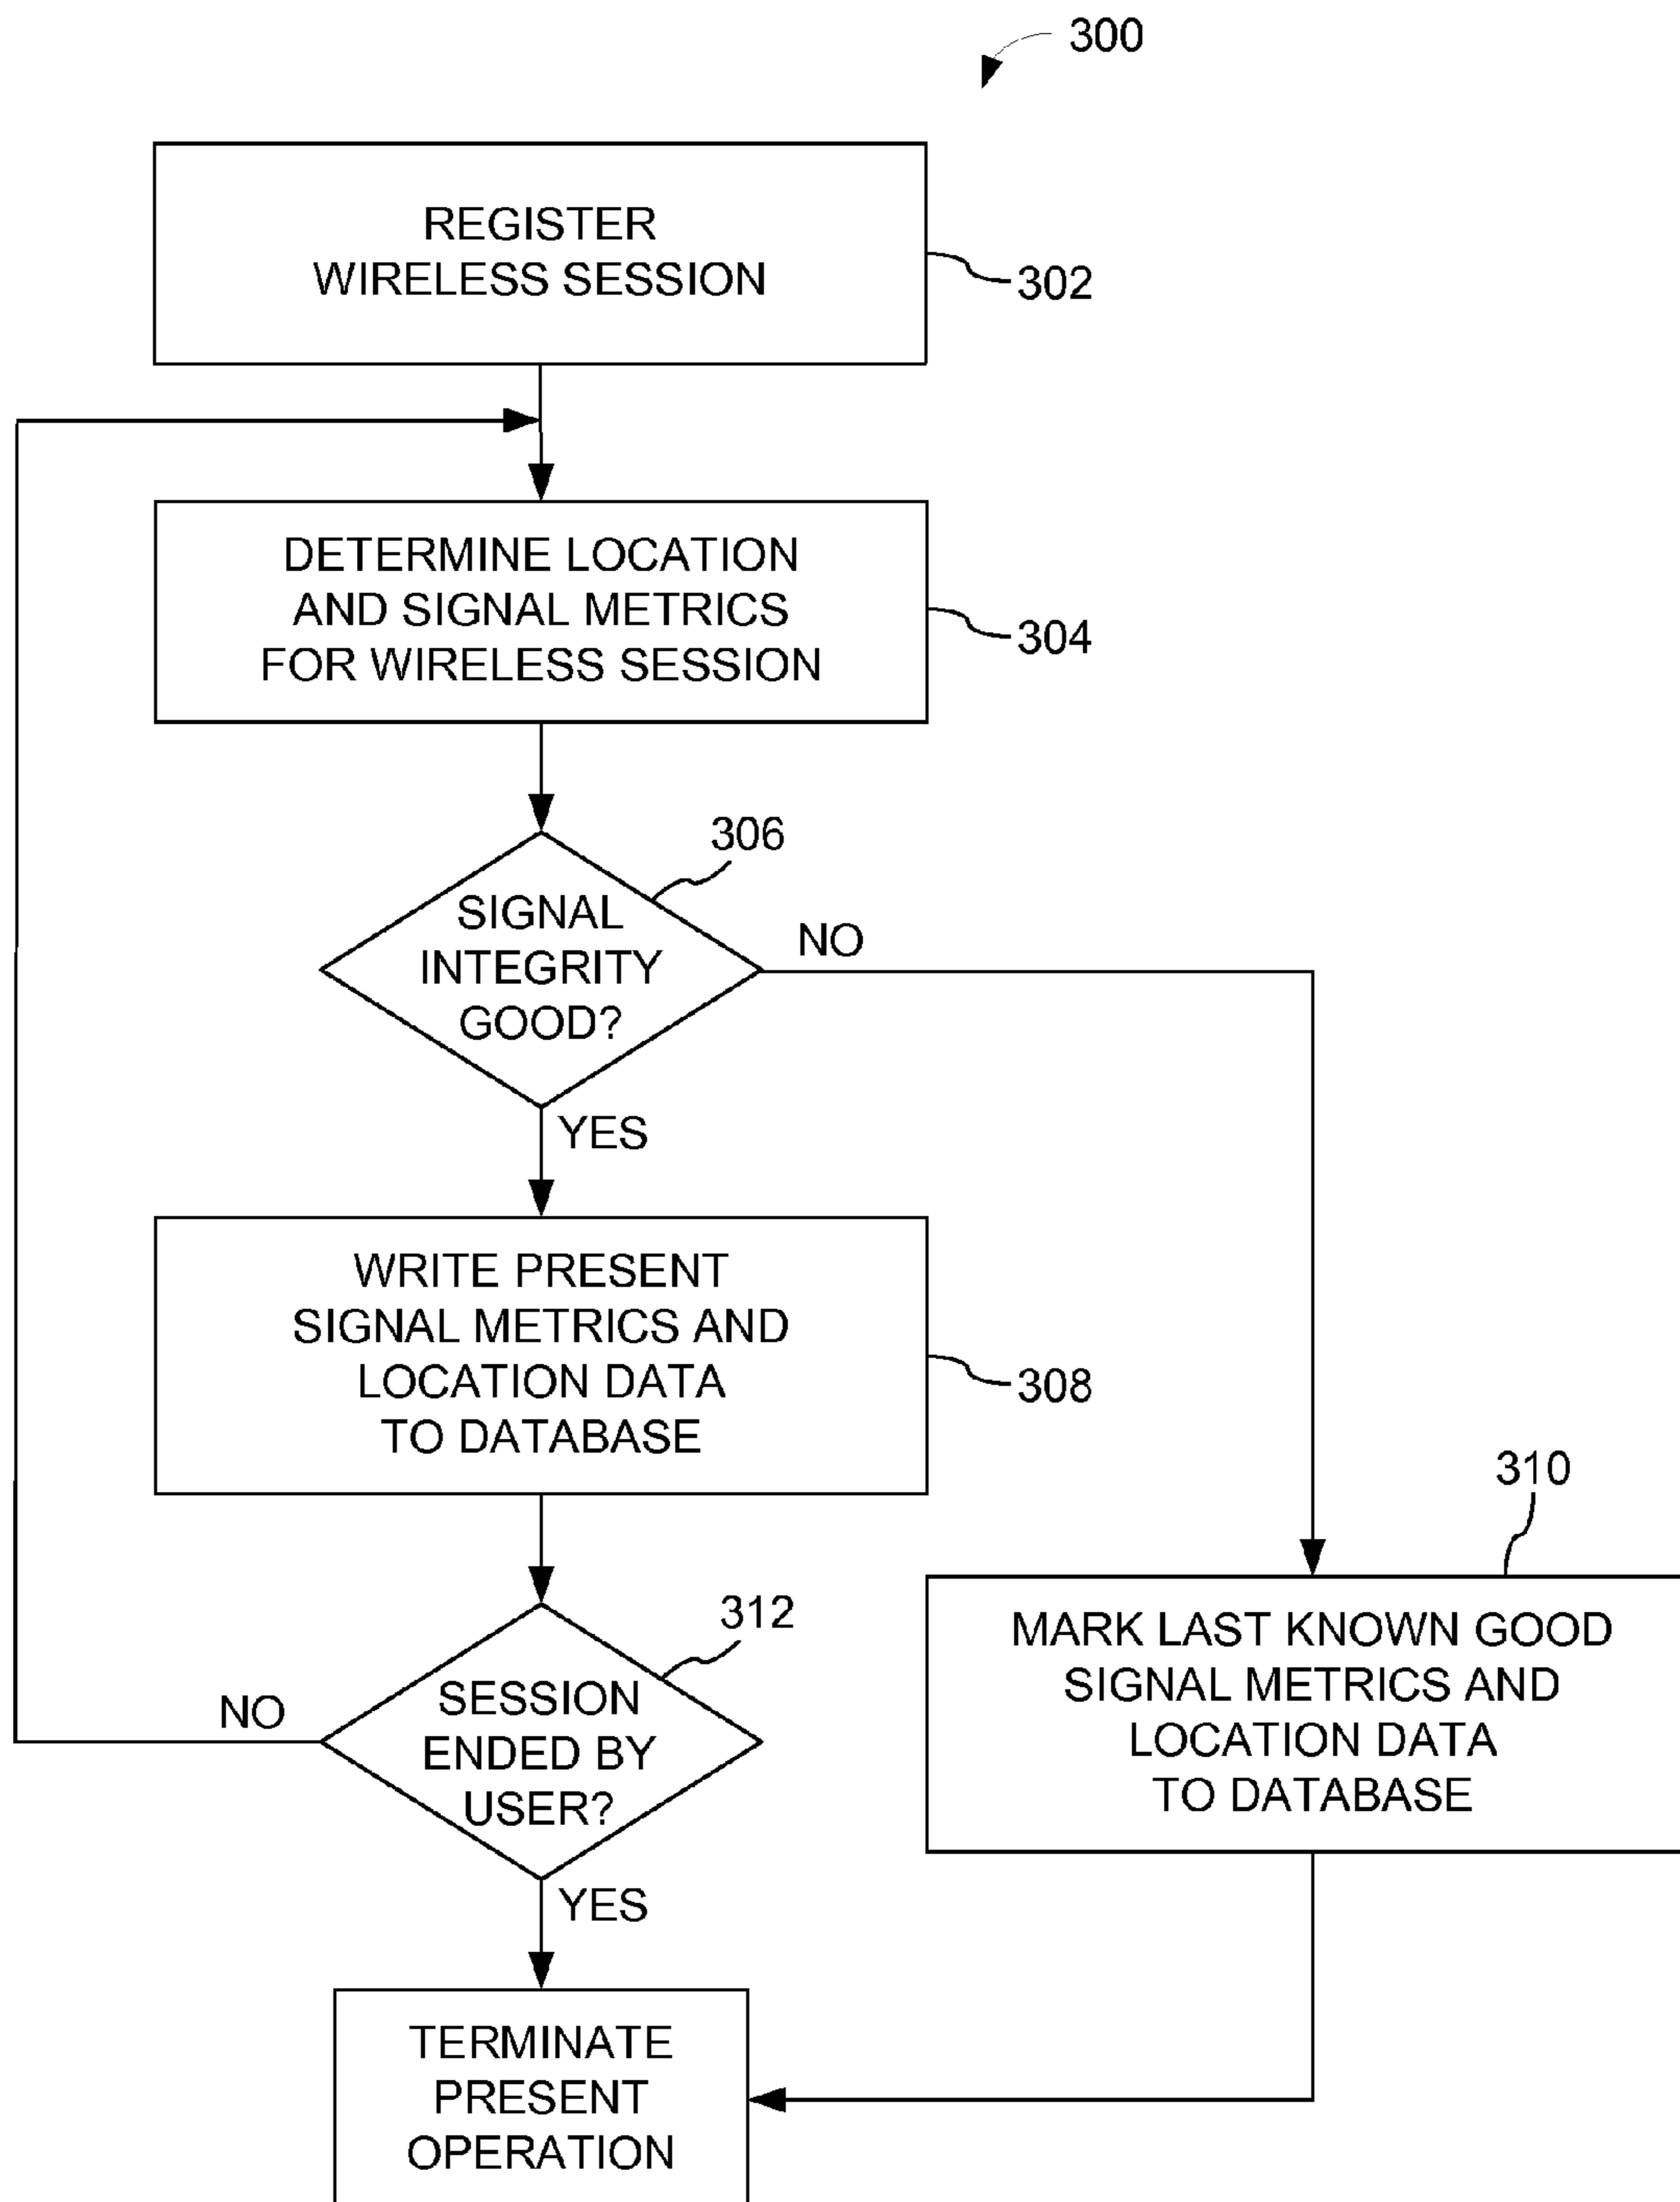 300
REGISTER
WIRELESS SESSION
302
DETERMINE LOCATION
AND SIGNAL METRICS
FOR WIRELESS SESSION
304
306
SIGNAL
INTEGRITY
GOOD?
NO
YES
WRITE PRESENT
SIGNAL METRICS AND
LOCATION DATA
TO DATABASE
308
310
MARK LAST KNOWN GOOD
SIGNAL METRICS AND
LOCATION DATA
TO DATABASE
312
SESSION
ENDED BY
USER?
NO
YES
TERMINATE
PRESENT
OPERATION